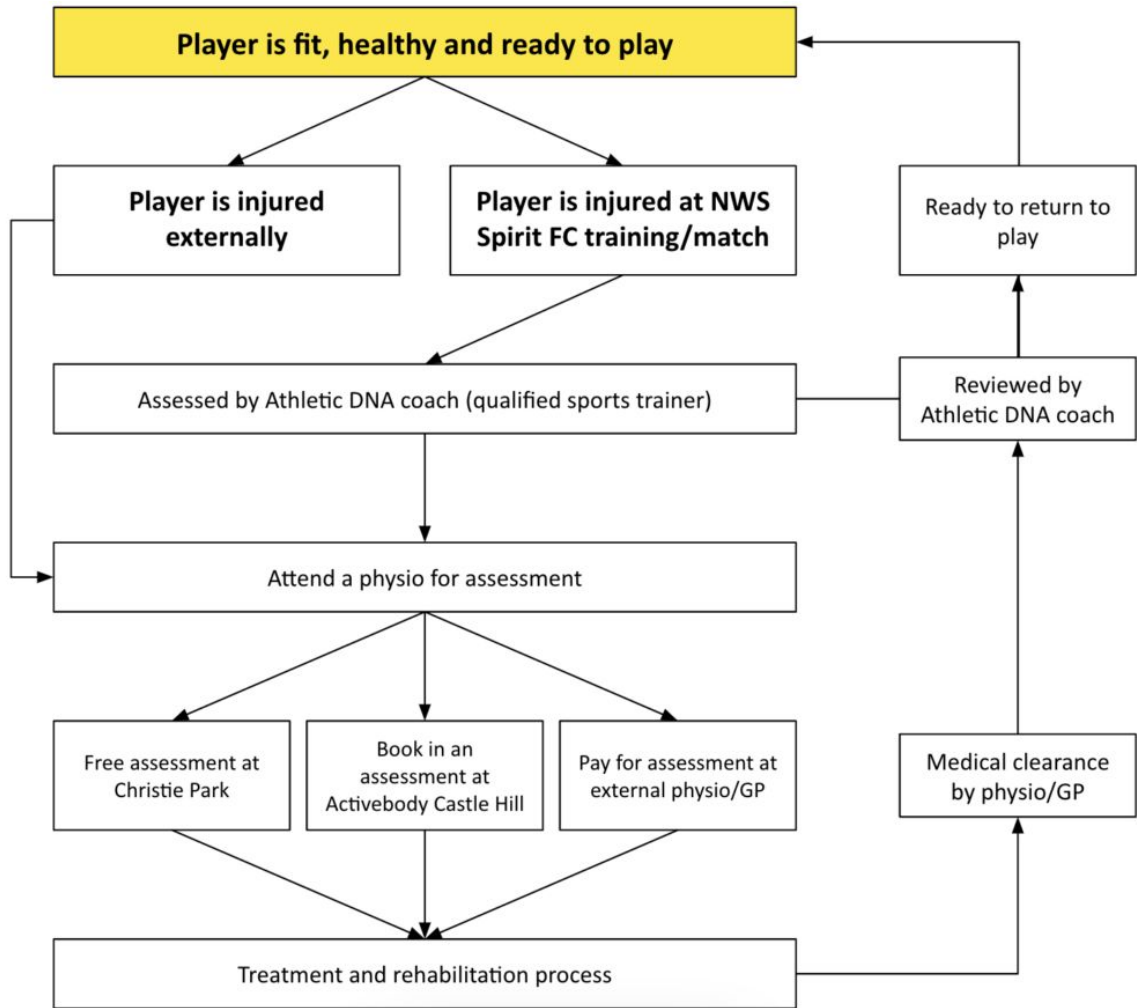 Player is fit, healthy and ready to play
Player is injured
externally
Player is injured at NWS
Spirit FC training/match
Ready to return to
play
Assessed by Athletic DNA coach (qualified sports trainer)
Reviewed by
Athletic DNA coach
Attend a physio for assessment
Free assessment at
Christie Park
Book in an
assessment at
Activebody Castle Hill
Pay for assessment at
external physio/GP
Medical clearance
by physio/GP
Treatment and rehabilitation process